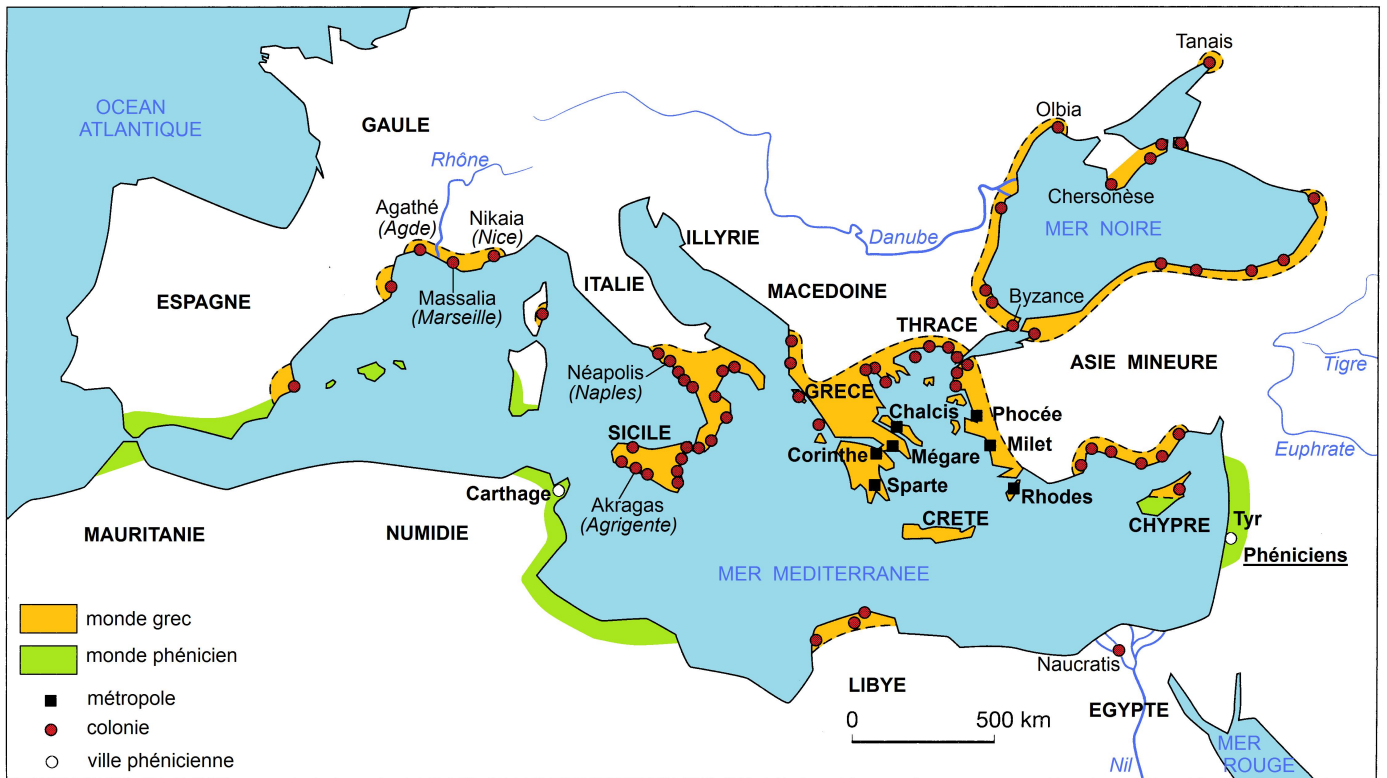 Tanais
OCEAN
ATLANTIQUE
GAULE
Olbia
Rhône
Chersonèse
Agathé
(Agde)
Nikaia
(Nice)
MER NOIRE
ILLYRIE
Danube
ITALIE
MACEDOINE
ESPAGNE
Massalia
(Marseille)
Byzance
THRACE
ASIE MINEURE
Tigre
Néapolis
(Naples)
GRECE
Chalcis
Phocée
SICILE
Milet
Euphrate
Corinthe
Mégare
Carthage
Sparte
Rhodes
Akragas
(Agrigente)
CRETE
CHYPRE
Tyr
MAURITANIE
NUMIDIE
Phéniciens
MER MEDITERRANEE
monde grec
monde phénicien
Naucratis
métropole
LIBYE
EGYPTE
colonie
0 500 km
ville phénicienne
Nil
MER
ROUGE